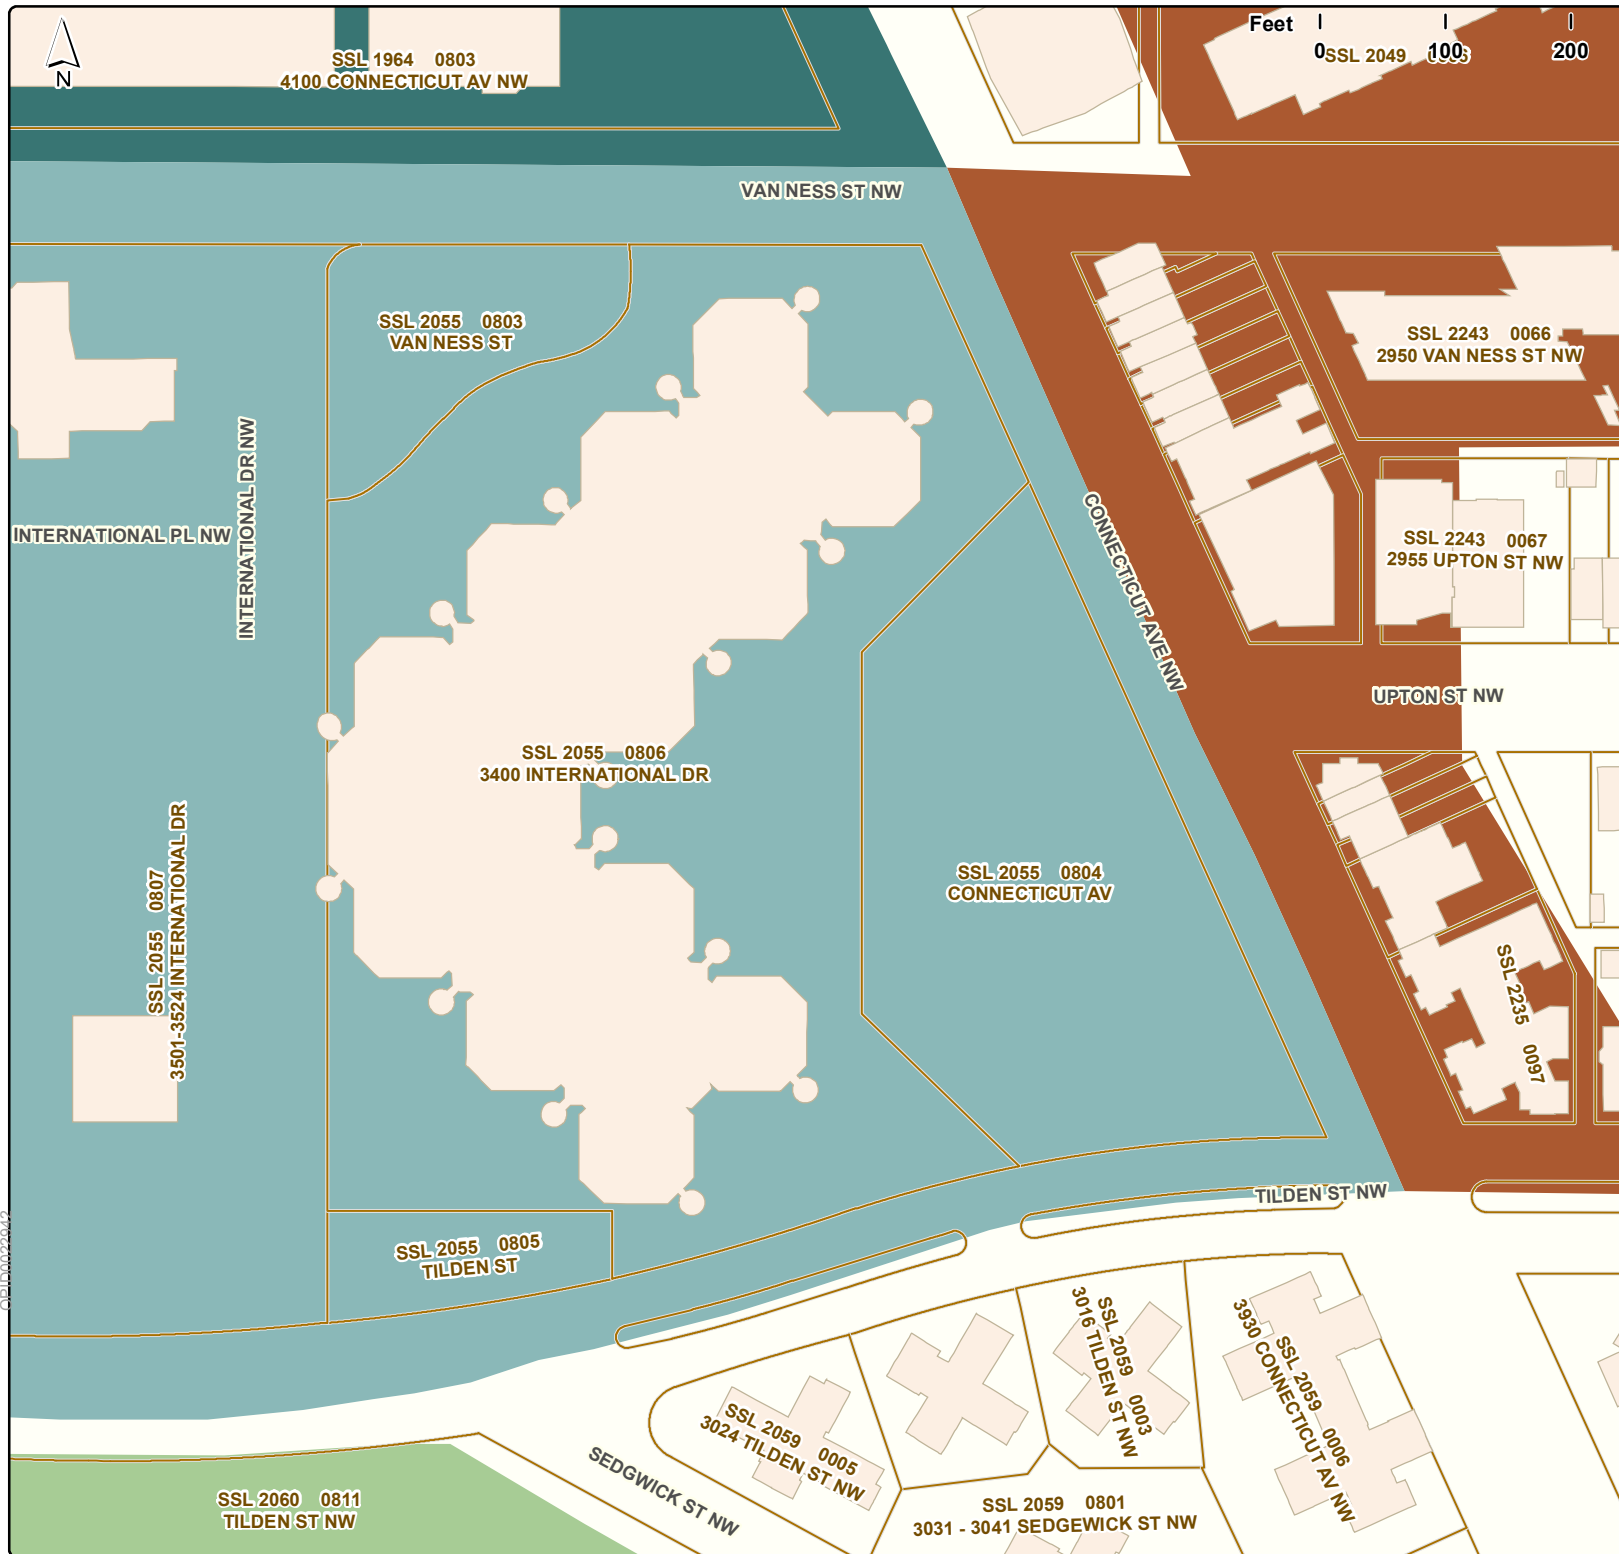 Feet
0 100 200
N
SSL 1964 0803
4100 CONNECTICUT AV NW
SSL 2049
VAN NESS ST NW
SSL 2055 0803
VAN NESS ST
SSL 2243 0066
2950 VAN NESS ST NW
INTERNATIONAL PL NW
INTERNATIONAL DR NW
CONNECTICUT AVE NW
SSL 2243 0067
2955 UPTON ST NW
UPTON ST NW
SSL 2055 0806
3400 INTERNATIONAL DR
SSL 2055 0807
3501-3524 INTERNATIONAL DR
SSL 2055 0804
CONNECTICUT AV
SSL 2235 0097
TILDEN ST NW
SSL 2055 0805
TILDEN ST
SSL 2059 0003
3016 TILDEN ST NW
SSL 2059 0006
3930 CONNECTICUT AV NW
SSL 2059 0005
3024 TILDEN ST NW
SEDGWICK ST NW
SSL 2060 0811
TILDEN ST NW
SSL 2059 0801
3031 - 3041 SEDGEWICK ST NW